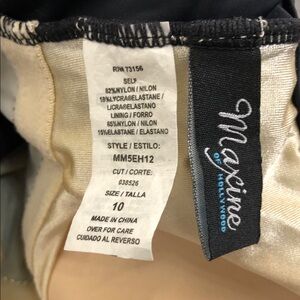 RN# 73156
SELF
82%NYLON / NILON
18%LYCRA®ELASTANE /
LICRA®ELASTANO
LINING / FORRO
85%NYLON / NILON
15%ELASTANE / ELASTANO
STYLE / ESTILO:
MM5EH12
CUT / CORTE:
038526
SIZE / TALLA
10
MADE IN CHINA
OVER FOR CARE
CUIDADO AL REVERSO
Maxine
OF HOLLYWOOD